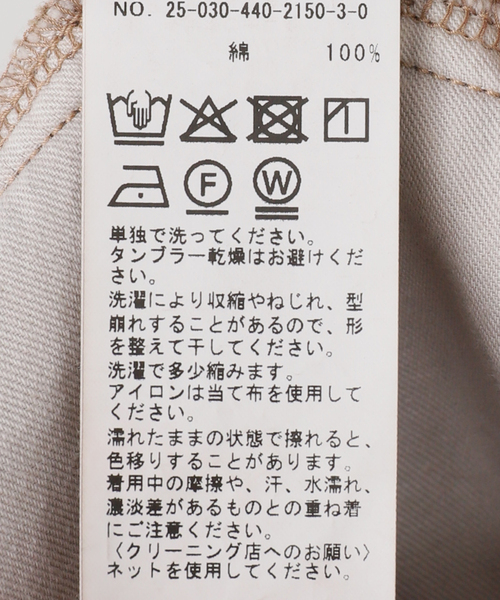 NO. 25-030-440-2150-3-0
綿 100%
F W
単独で洗ってください。
タンブラー乾燥はお避けくだ
さい。
洗濯により収縮やねじれ、型
崩れすることがあるので、形
を整えて干してください。
洗濯で多少縮みます。
アイロンは当て布を使用して
ください。
濡れたままの状態で擦れると、
色移りすることがあります。
着用中の摩擦や、汗、水濡れ、
濃淡差があるものとの重ね着
にご注意ください。
〈クリーニング店へのお願い〉
ネットを使用してください。